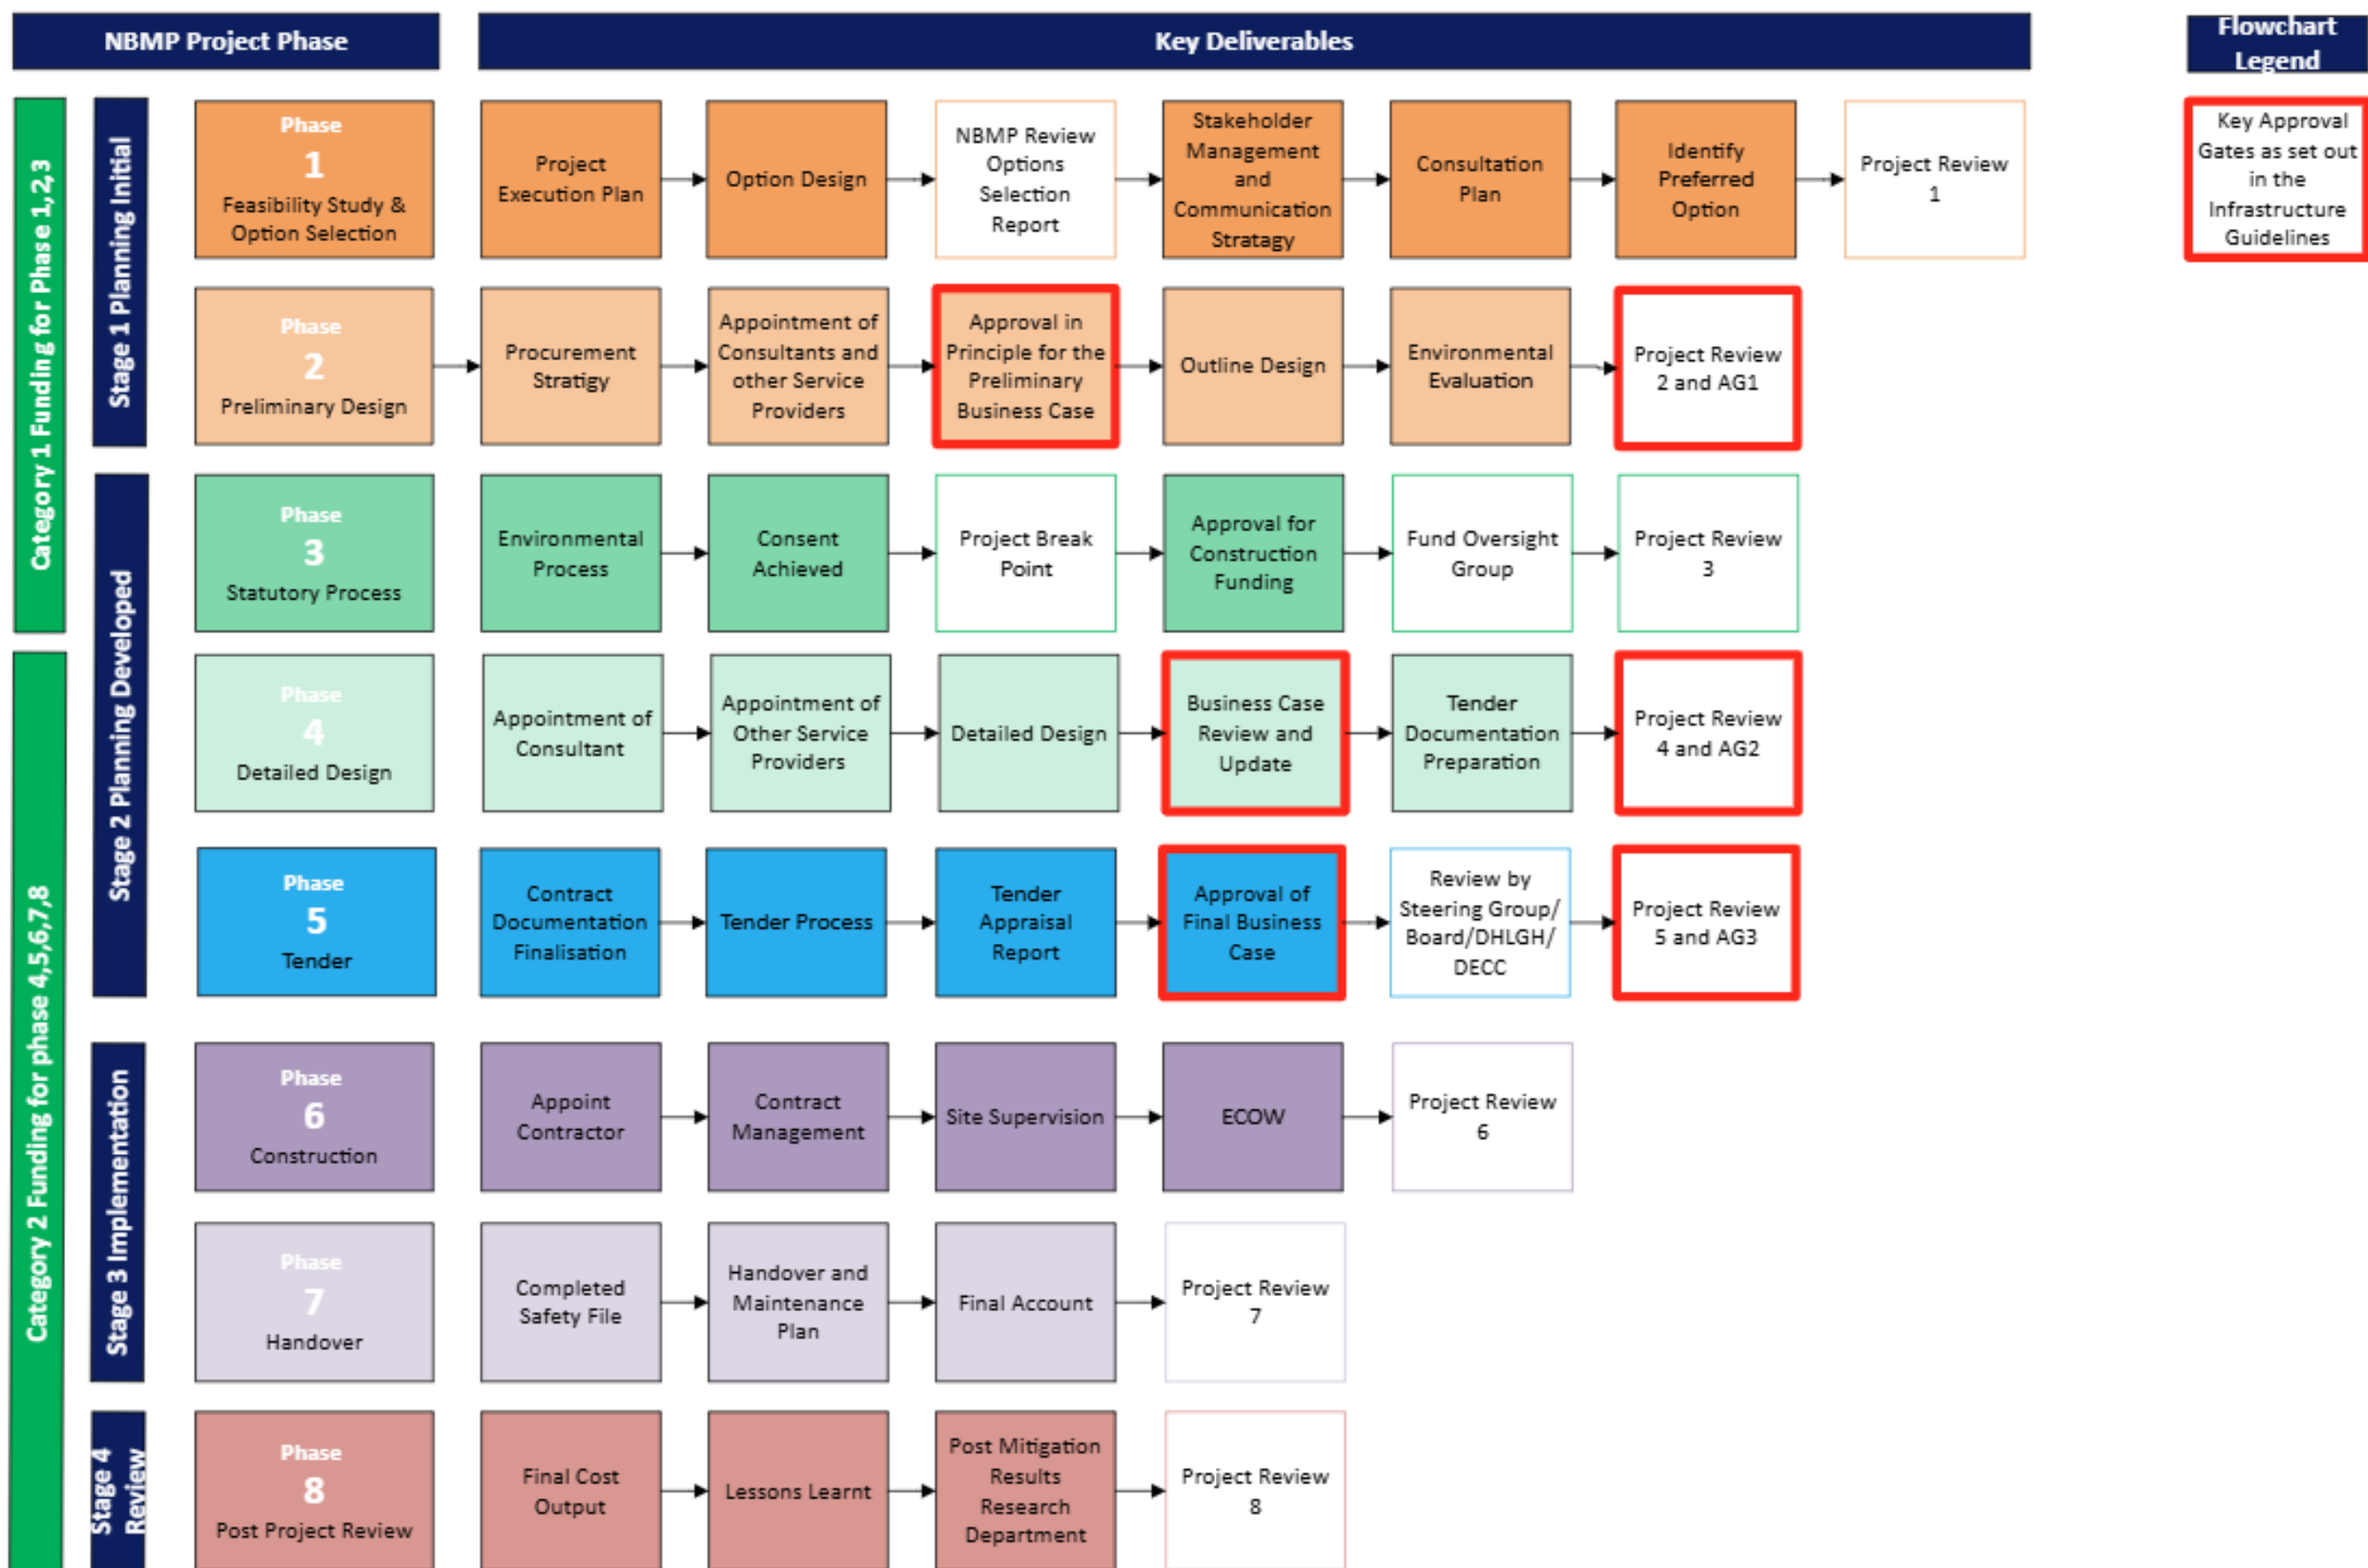 NBMP Project Phase
Key Deliverables
Flowchart
Legend
Key Approval
Gates as set out
in the
Infrastructure
Guidelines
Category 1 Funding for Phase 1,2,3
Stage 1 Planning Initial
Phase
1
Feasibility Study &
Option Selection
Project
Execution Plan
Option Design
NBMP Review
Options
Selection
Report
Stakeholder
Management
and
Communication
Stratagy
Consultation
Plan
Identify
Preferred
Option
Project Review
1
Phase
2
Preliminary Design
Procurement
Stratigy
Appointment of
Consultants and
other Service
Providers
Approval in
Principle for the
Preliminary
Business Case
Outline Design
Environmental
Evaluation
Project Review
2 and AG1
Stage 2 Planning Developed
Phase
3
Statutory Process
Environmental
Process
Consent
Achieved
Project Break
Point
Approval for
Construction
Funding
Fund Oversight
Group
Project Review
3
Category 2 Funding for phase 4,5,6,7,8
Phase
4
Detailed Design
Appointment of
Consultant
Appointment of
Other Service
Providers
Detailed Design
Business Case
Review and
Update
Tender
Documentation
Preparation
Project Review
4 and AG2
Phase
5
Tender
Contract
Documentation
Finalisation
Tender Process
Tender
Appraisal
Report
Approval of
Final Business
Case
Review by
Steering Group/
Board/DHLGH/
DECC
Project Review
5 and AG3
Stage 3 Implementation
Phase
6
Construction
Appoint
Contractor
Contract
Management
Site Supervision
ECOW
Project Review
6
Phase
7
Handover
Completed
Safety File
Handover and
Maintenance
Plan
Final Account
Project Review
7
Stage 4
Review
Phase
8
Post Project Review
Final Cost
Output
Lessons Learnt
Post Mitigation
Results
Research
Department
Project Review
8